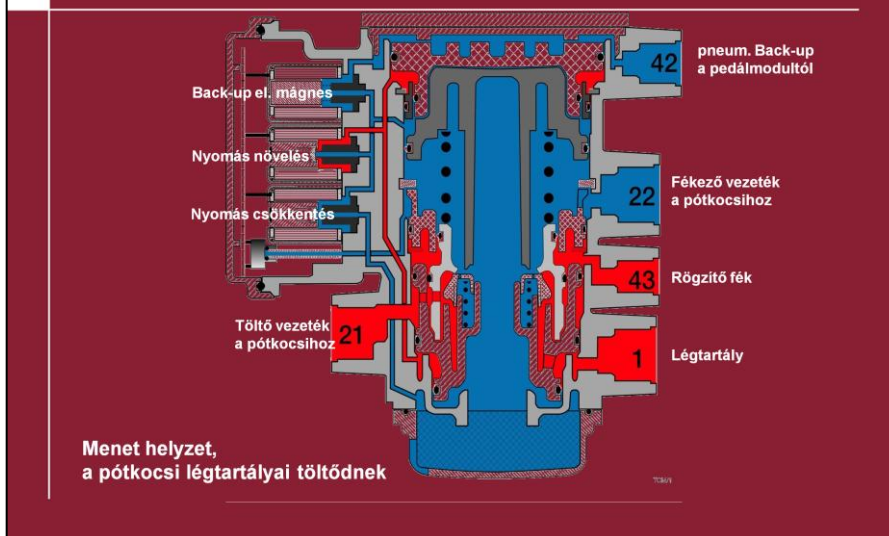 42
pneum. Back-up
a pedálmodultól
Back-up el. mágnes
Nyomás növelés
Nyomás csökkentés
22
Fékező vezeték
a pótkocsihoz
43
Rögzítő fék
Töltő vezeték
a pótkocsihoz
21
1
Légtartály
Menet helyzet,
a pótkocsi légtartályai töltődnek